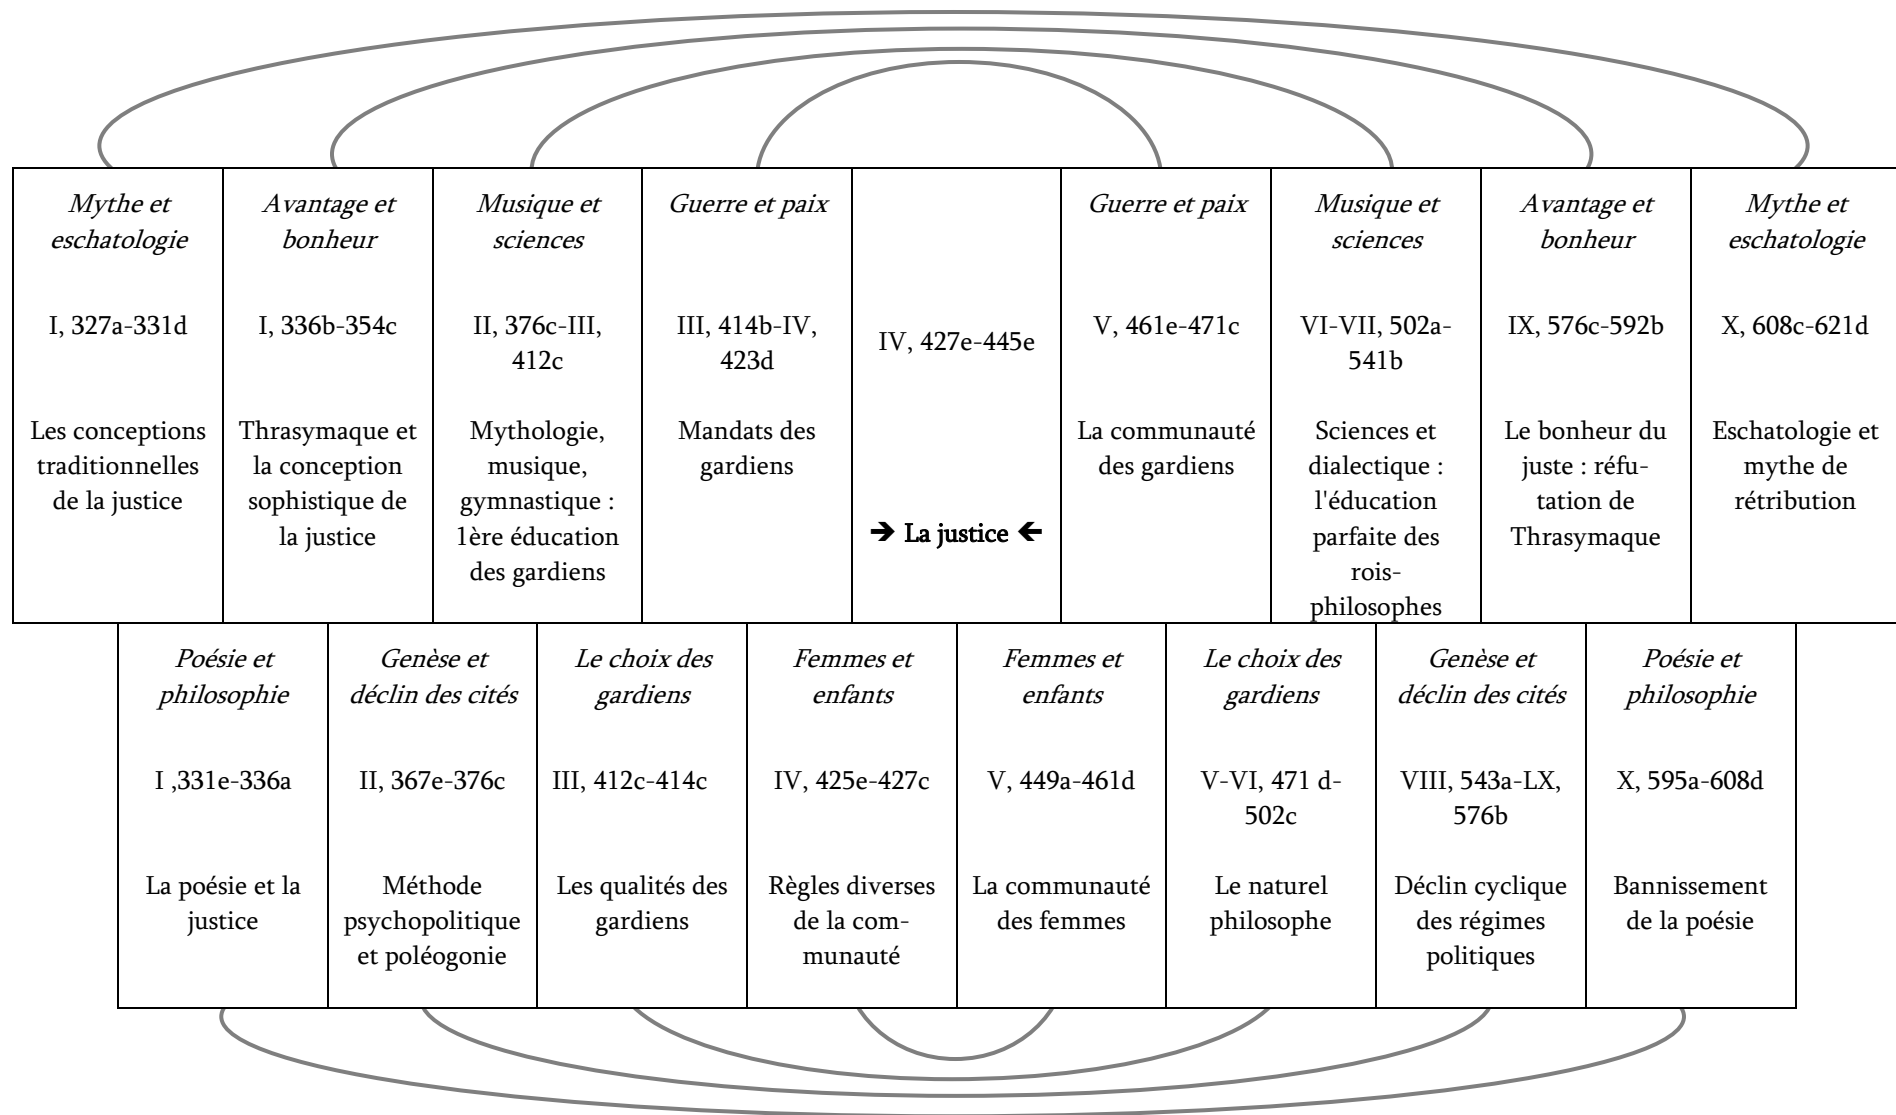 Mythe et
eschatologie
I, 327a-331d
Les conceptions
traditionnelles
de la justice
Avantage et
bonheur
I, 336b-354c
Thrasymaque et
la conception
sophistique de
la justice
Musique et
sciences
II, 376c-III,
412c
Mythologie,
musique,
gymnastique :
1ère éducation
des gardiens
Guerre et paix
III, 414b-IV,
423d
Mandats des
gardiens
IV, 427e-445e
➔ La justice 🡸
Guerre et paix
V, 461e-471c
La communauté
des gardiens
Musique et
sciences
VI-VII, 502a-
541b
Sciences et
dialectique :
l'éducation
parfaite des
rois-
philosophes
Avantage et
bonheur
IX, 576c-592b
Le bonheur du
juste : réfu-
tation de
Thrasymaque
Mythe et
eschatologie
X, 608c-621d
Eschatologie et
mythe de
rétribution
Poésie et
philosophie
I ,331e-336a
La poésie et la
justice
Genèse et
déclin des cités
II, 367e-376c
Méthode
psychopolitique
et poléogonie
Le choix des
gardiens
III, 412c-414c
Les qualités des
gardiens
Femmes et
enfants
IV, 425e-427c
Règles diverses
de la com-
munauté
Femmes et
enfants
V, 449a-461d
La communauté
des femmes
Le choix des
gardiens
V-VI, 471 d-
502c
Le naturel
philosophe
Genèse et
déclin des cités
VIII, 543a-LX,
576b
Déclin cyclique
des régimes
politiques
Poésie et
philosophie
X, 595a-608d
Bannissement
de la poésie